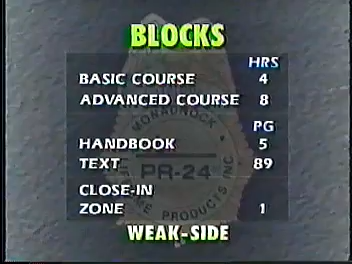 BLOCKS
HRS
BASIC COURSE 4
ADVANCED COURSE 8
PG
HANDBOOK 5
TEXT 89
CLOSE-IN
ZONE 1
WEAK-SIDE
MONADNOCK
PR-24
PRODUCTS INC